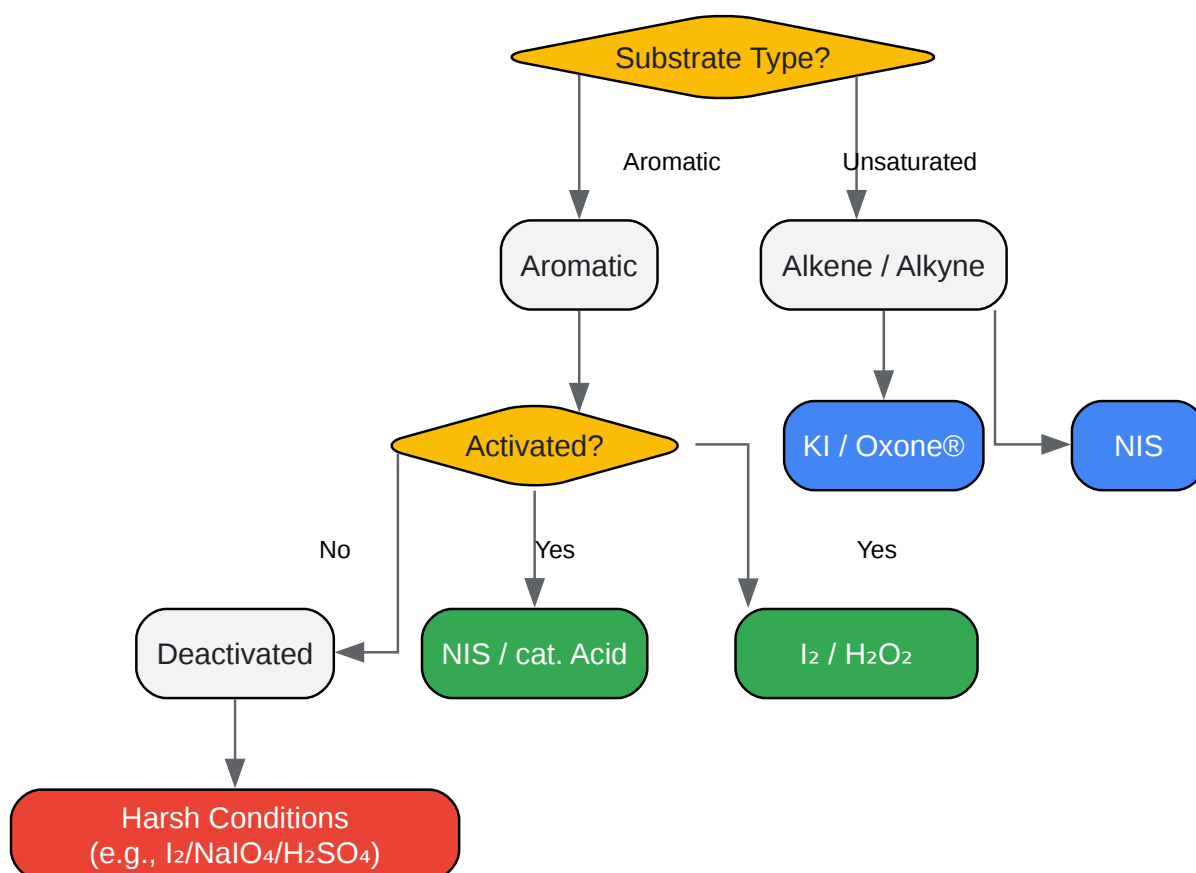 Substrate Type?
Aromatic
Unsaturated
Aromatic
Alkene / Alkyne
Activated?
KI / Oxone®
NIS
No
Yes
Yes
Deactivated
NIS / cat. Acid
I₂ / H₂O₂
Harsh Conditions
(e.g., I₂/NaIO₄/H₂SO₄)